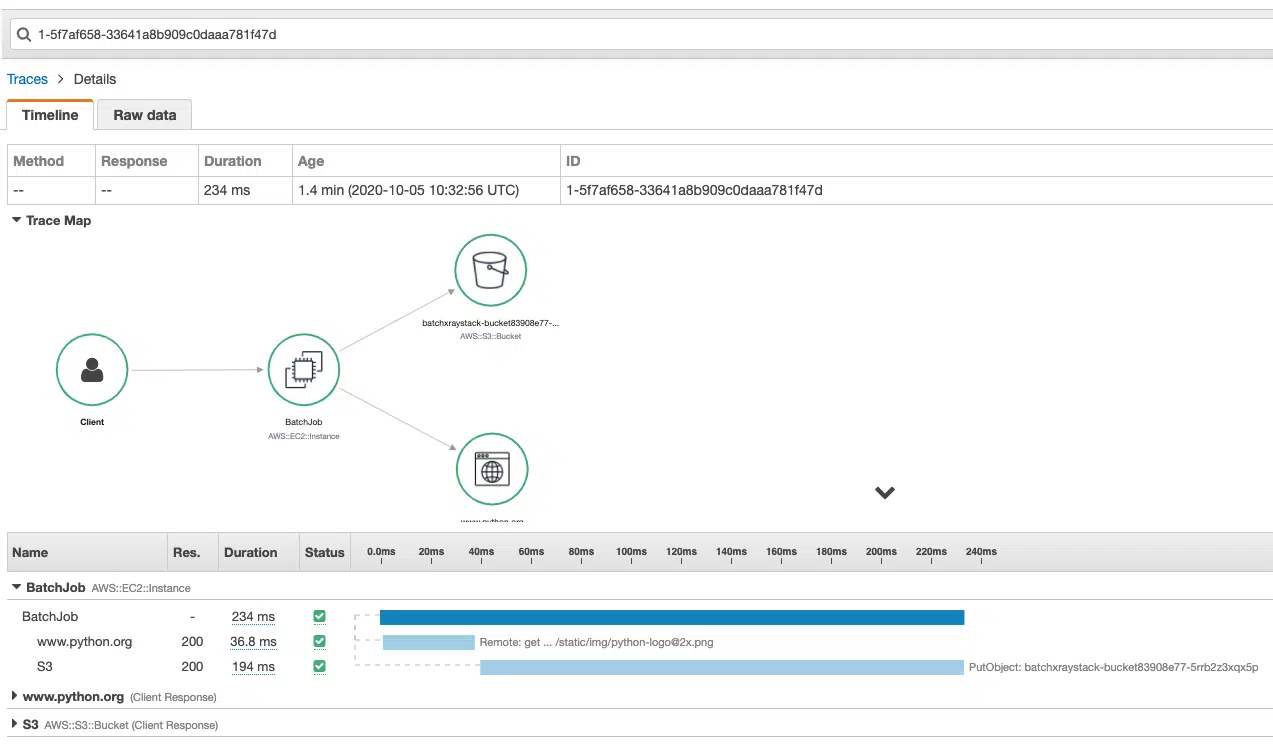 1-5f7af658-33641a8b909c0daaa781f47d
Traces > Details
Timeline Raw data
Method Response Duration Age ID
-- -- 234 ms 1.4 min (2020-10-05 10:32:56 UTC) 1-5f7af658-33641a8b909c0daaa781f47d
Trace Map
batchxraystack-bucket83908e77-...
AWS::S3::Bucket
Client
BatchJob
AWS::EC2::Instance
www.python.org
Name Res. Duration Status 0.0ms 20ms 40ms 60ms 80ms 100ms 120ms 140ms 160ms 180ms 200ms 220ms 240ms
BatchJob AWS::EC2::Instance
BatchJob - 234 ms
www.python.org 200 36.8 ms Remote: get ... /static/img/python-logo@2x.png
S3 200 194 ms PutObject: batchxraystack-bucket83908e77-5rrb2z3xqx5p
www.python.org (Client Response)
S3 AWS::S3::Bucket (Client Response)